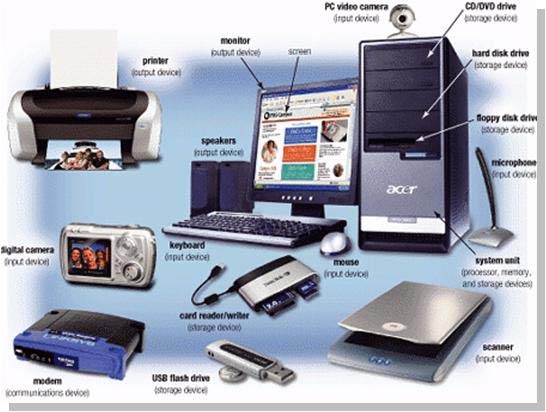 PC video camera
(input device)
CD/DVD drive
(storage device)
monitor
(output device)
screen
printer
(output device)
hard disk drive
(storage device)
floppy disk drive
(storage device)
speakers
(output device)
microphone
(input device)
acer
digital camera
(input device)
keyboard
(input device)
mouse
(input device)
system unit
(processor, memory,
and storage devices)
card reader/writer
(storage device)
scanner
(input device)
LINKSYS
modem
(communications device)
USB flash drive
(storage device)